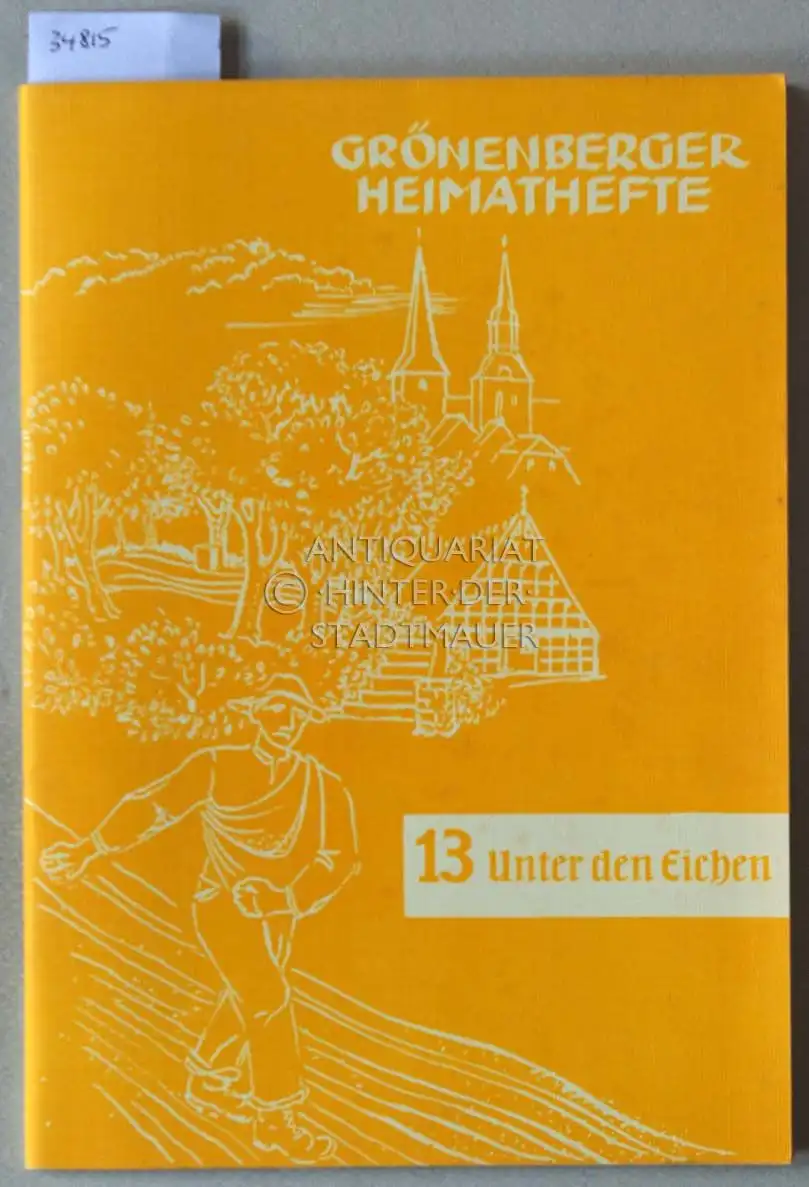 34815
GRÖNENBERGER
HEIMATHEFTE
ANTIQUARIAT
© ·HINTER·DER·
STADTMAUER
13 Unter den Eichen